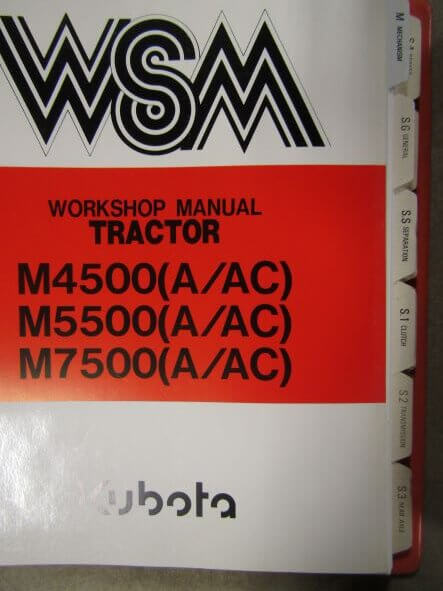 WSM
WORKSHOP MANUAL
TRACTOR
M4500(A/AC)
M5500(A/AC)
M7500(A/AC)
Kubota
M MECHANISM
S.G GENERAL
S.S SEPARATION
S.1 CLUTCH
S.2 TRANSMISSION
S.3 REAR AXLE